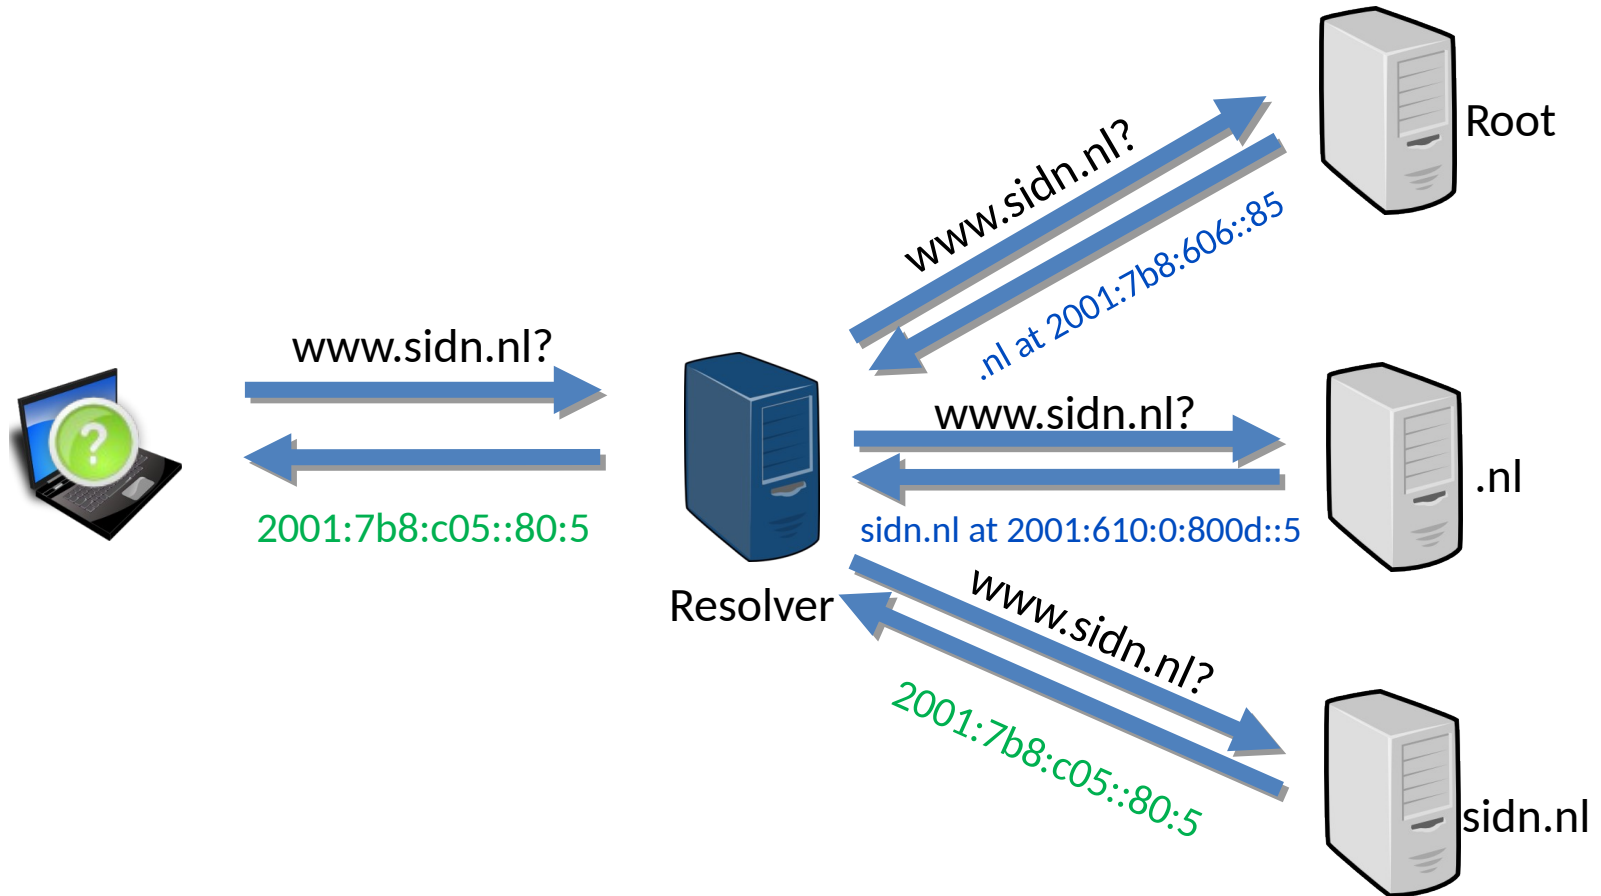 www.sidn.nl?
Root
.nl at 2001:7b8:606::85
www.sidn.nl?
?
www.sidn.nl?
.nl
2001:7b8:c05::80:5
sidn.nl at 2001:610:0:800d::5
Resolver
www.sidn.nl?
2001:7b8:c05::80:5
sidn.nl